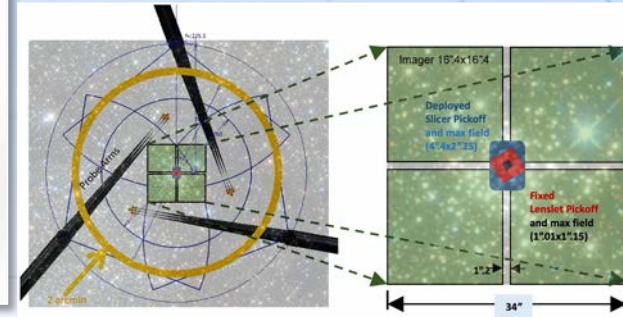 Probe Arms
2 arcmin
Imager 16".4x16".4
Deployed
Slicer Pickoff
and max field
(4".4x2".25)
Fixed
Lenslet Pickoff
and max field
(1".01x1".15)
1".2
34"